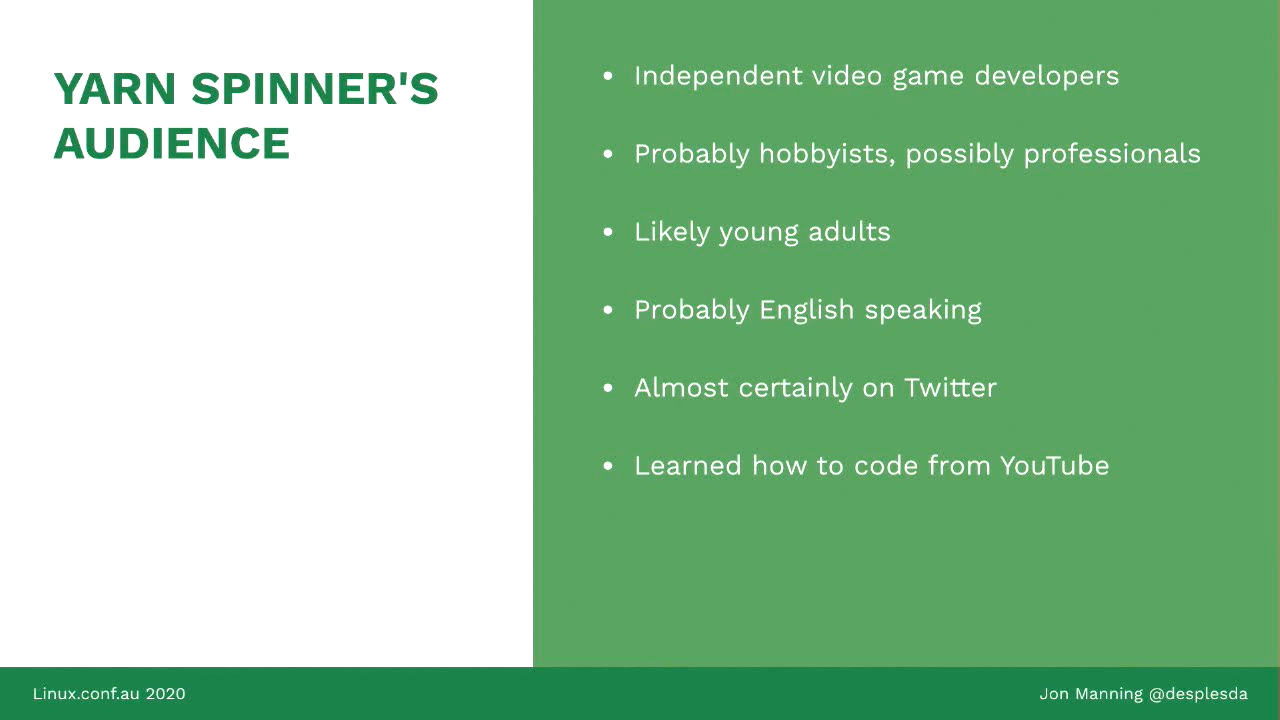 YARN SPINNER'S
AUDIENCE
• Independent video game developers
• Probably hobbyists, possibly professionals
• Likely young adults
• Probably English speaking
• Almost certainly on Twitter
• Learned how to code from YouTube
Linux.conf.au 2020
Jon Manning @desplesda